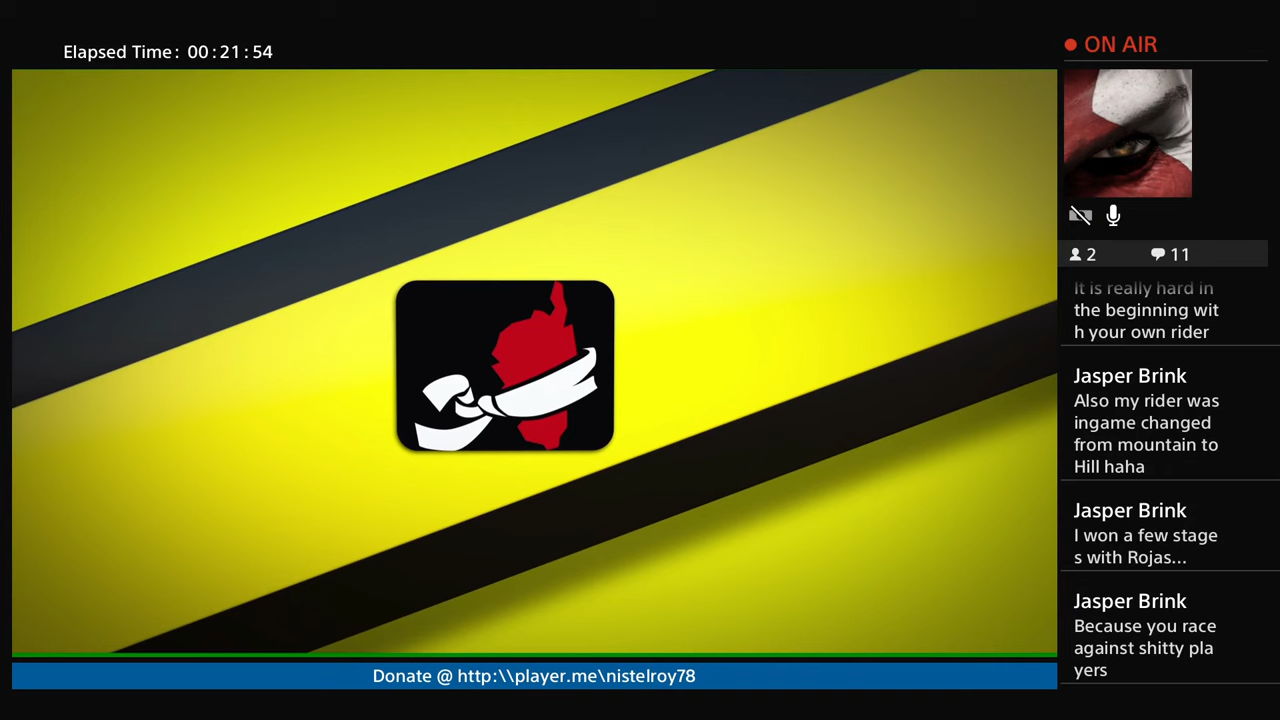 Elapsed Time: 00:21:54
ON AIR
2
11
It is really hard in
the beginning wit
h your own rider
Jasper Brink
Also my rider was
ingame changed
from mountain to
Hill haha
Jasper Brink
I won a few stage
s with Rojas...
Jasper Brink
Because you race
against shitty pla
yers
Donate @ http:\\player.me\nistelroy78